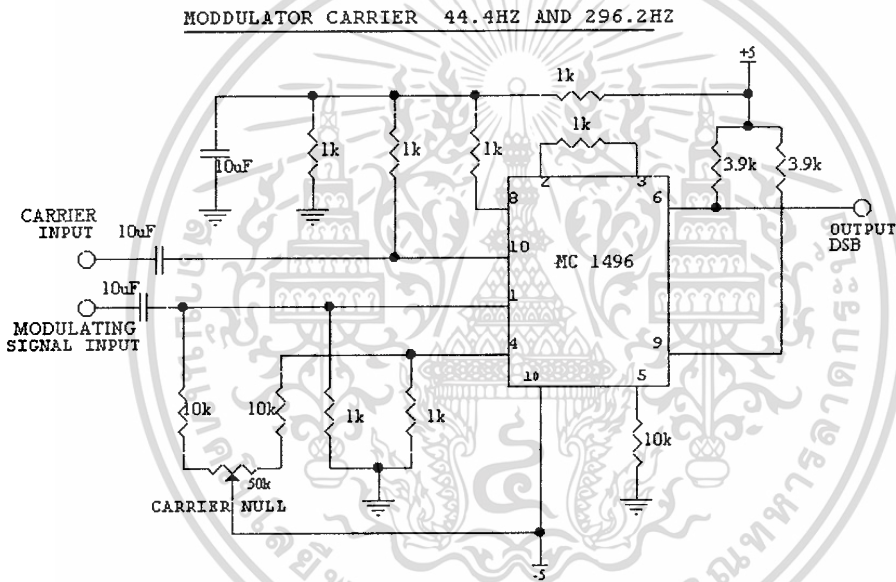 MODDULATOR CARRIER 44.4HZ AND 296.2HZ
+5
1k
1k
10uF
1k
1k
1k
3.9k
3.9k
2
3
8
6
CARRIER
INPUT
10uF
10
MC 1496
OUTPUT
DSB
10uF
1
MODULATING
SIGNAL INPUT
4
9
10
5
10k
10k
1k
1k
10k
50k
CARRIER NULL
-5